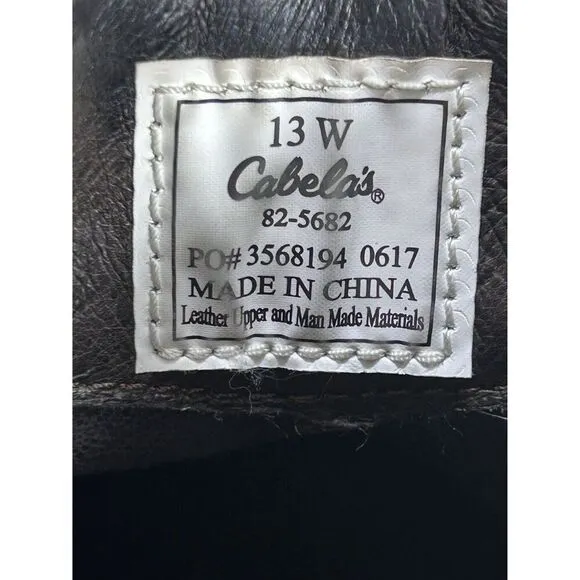 13 W
Cabela's®
82-5682
PO# 3568194 0617
MADE IN CHINA
Leather Upper and Man Made Materials